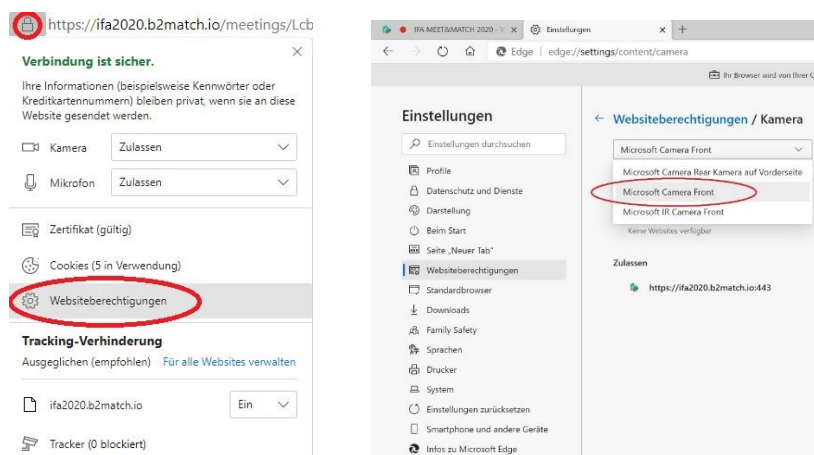 https://ifa2020.b2match.io/meetings/Lcb
Verbindung ist sicher.
Ihre Informationen (beispielsweise Kennwörter oder
Kreditkartennummern) bleiben privat, wenn sie an diese
Website gesendet werden.
Kamera Zulassen
Mikrofon Zulassen
Zertifikat (gültig)
Cookies (5 in Verwendung)
Websiteberechtigungen
Tracking-Verhinderung
Ausgeglichen (empfohlen) Für alle Websites verwalten
ifa2020.b2match.io Ein
Tracker (0 blockiert)
IFA MEET&MATCH 2020 - V Einstellungen
Edge edge://settings/content/camera
Ihr Browser wird von Ihrer
Einstellungen
Einstellungen durchsuchen
Profile
Datenschutz und Dienste
Darstellung
Beim Start
Seite „Neuer Tab"
Websiteberechtigungen
Standardbrowser
Downloads
Family Safety
Sprachen
Drucker
System
Einstellungen zurücksetzen
Smartphone und andere Geräte
Infos zu Microsoft Edge
Websiteberechtigungen / Kamera
Microsoft Camera Front
Microsoft Camera Rear Kamera auf Vorderseite
Microsoft Camera Front
Microsoft IR Camera Front
Keine Websites verfügbar
Zulassen
https://ifa2020.b2match.io:443